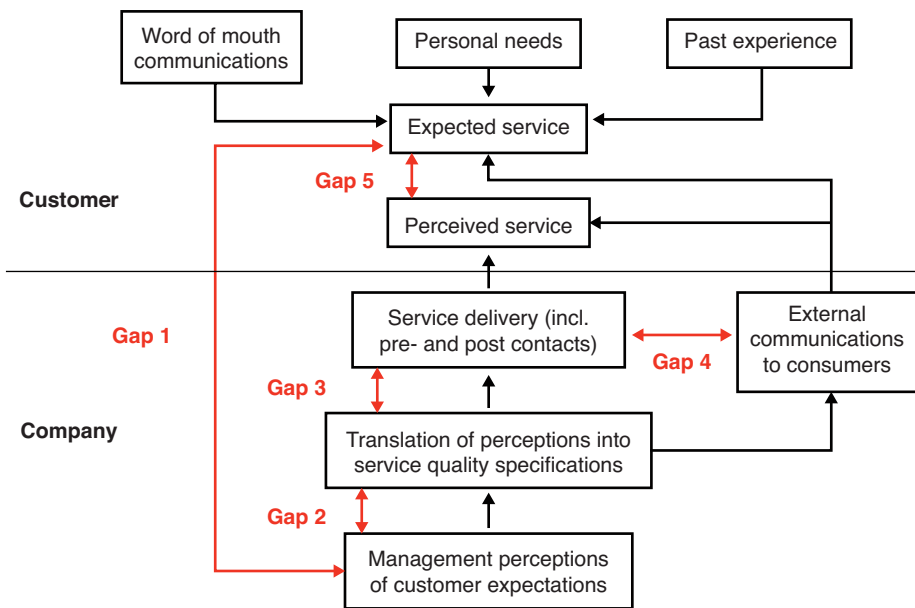 Word of mouth
communications
Personal needs
Past experience
Expected service
Gap 5
Customer
Perceived service
Gap 1
Service delivery (incl.
pre- and post contacts)
External
communications
to consumers
Gap 4
Gap 3
Company
Translation of perceptions into
service quality specifications
Gap 2
Management perceptions
of customer expectations